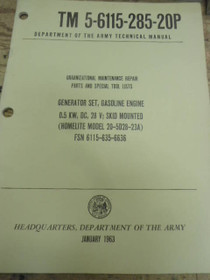 TM 5-6115-285-20P
DEPARTMENT OF THE ARMY TECHNICAL MANUAL
ORGANIZATIONAL MAINTENANCE REPAIR
PARTS AND SPECIAL TOOL LISTS
GENERATOR SET, GASOLINE ENGINE
0.5 KW, DC, 28 V; SKID MOUNTED
(HOMELITE MODEL 20-5D28-23A)
FSN 6115-635-6636
HEADQUARTERS, DEPARTMENT OF THE ARMY
JANUARY 1963